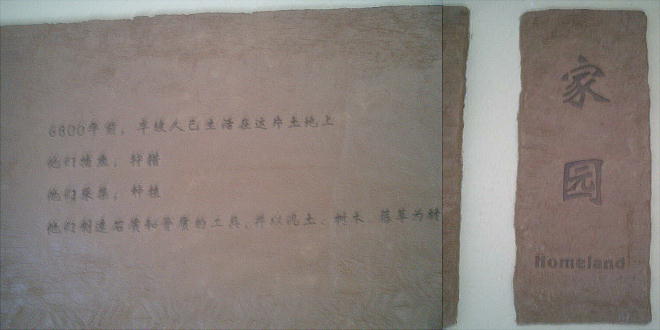 6800年前，半坡人已生活在这片土地上
他们捕鱼，狩猎
他们采集，种植
他们制造石质和骨质的工具，并以泥土、树木、茅草为材
家
园
Homeland